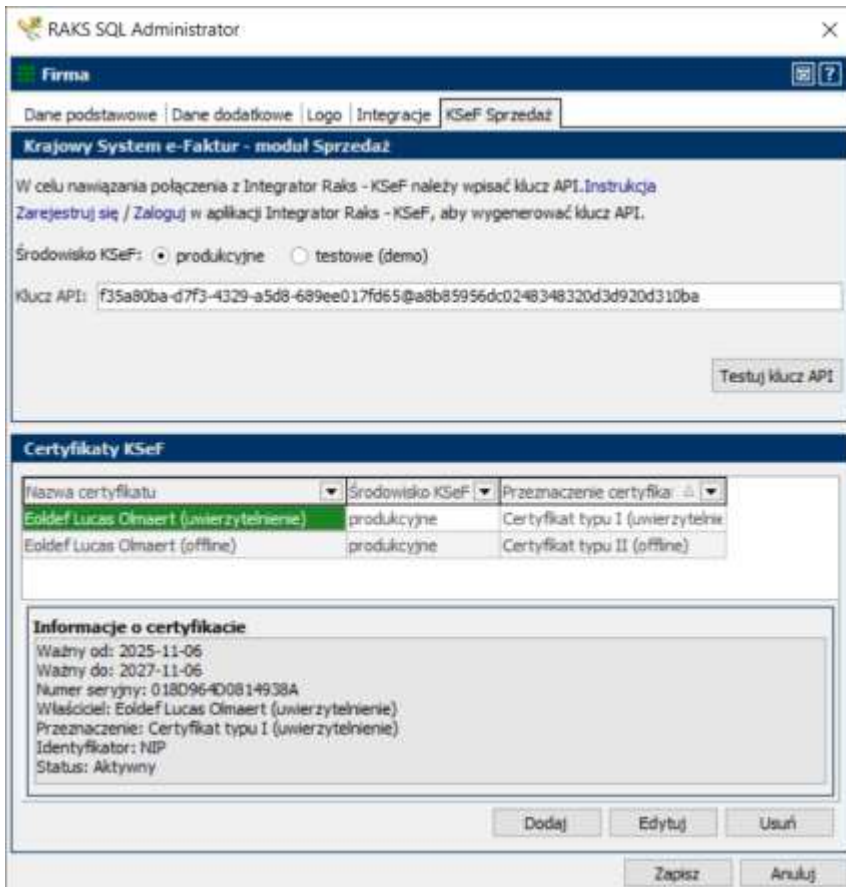 RAKS SQL Administrator
Firma
Dane podstawowe Dane dodatkowe Logo Integracje KSeF Sprzedaż
Krajowy System e-Faktur - moduł Sprzedaż
W celu nawiązania połączenia z Integrator Raks - KSeF należy wpisać klucz API.Instrukcja
Zarejestruj się / Zaloguj w aplikacji Integrator Raks - KSeF, aby wygenerować klucz API.
Środowisko KSeF: produkcyjne testowe (demo)
Klucz API: f35a80ba-d7f3-4329-a5d8-689ee017fd65@a8b85956dc0248348320d3d920d310ba
Testuj klucz API
Certyfikaty KSeF
Nazwa certyfikatu Środowisko KSeF Przeznaczenie certyfika
Eoldef Lucas Olmaert (uwierzytelnienie) produkcyjne Certyfikat typu I (uwierzytelnie
Eoldef Lucas Olmaert (offline) produkcyjne Certyfikat typu II (offline)
Informacje o certyfikacie
Ważny od: 2025-11-06
Ważny do: 2027-11-06
Numer seryjny: 018D964D0814938A
Właściciel: Eoldef Lucas Olmaert (uwierzytelnienie)
Przeznaczenie: Certyfikat typu I (uwierzytelnienie)
Identyfikator: NIP
Status: Aktywny
Dodaj Edytuj Usuń
Zapisz Anuluj